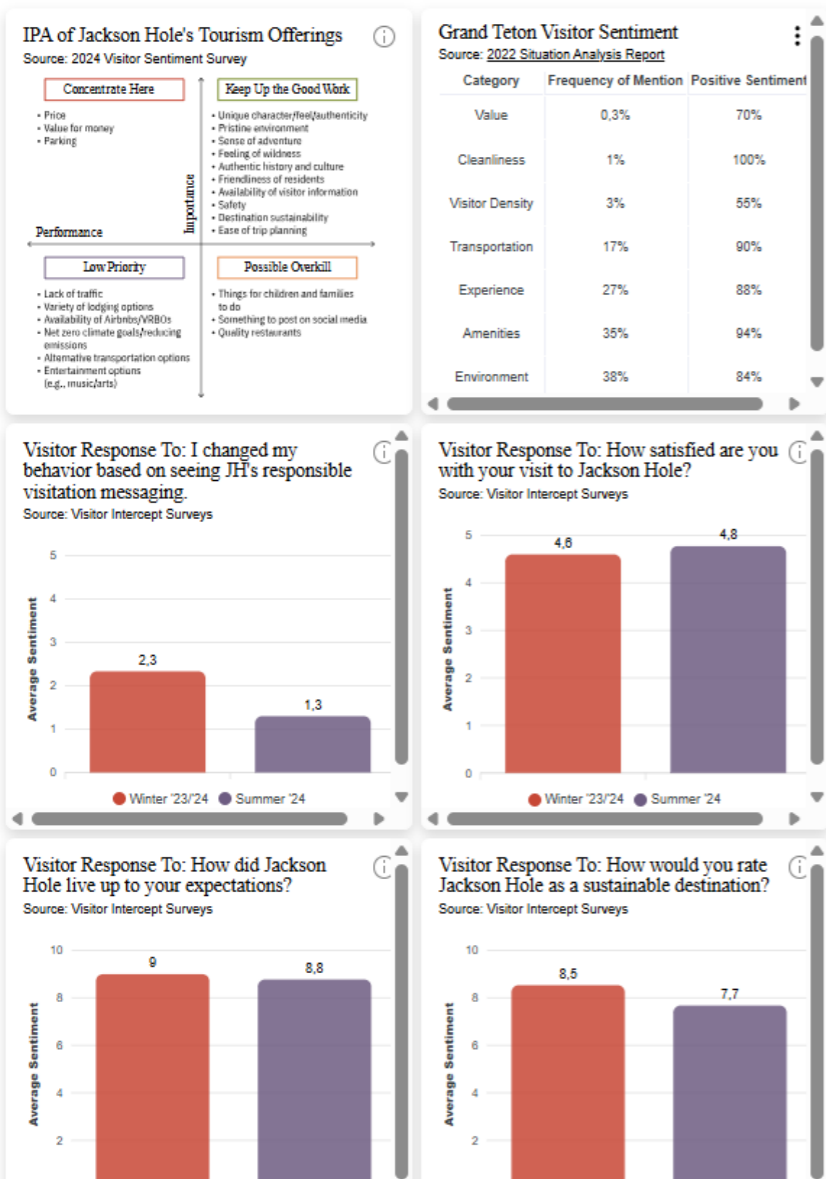 IPA of Jackson Hole's Tourism Offerings
Source: 2024 Visitor Sentiment Survey
Concentrate Here
• Price
• Value for money
• Parking
Keep Up the Good Work
• Unique character/feel/authenticity
• Pristine environment
• Sense of adventure
• Feeling of wildness
• Authentic history and culture
• Friendliness of residents
• Availability of visitor information
• Safety
• Destination sustainability
• Ease of trip planning
Importance
Performance
Low Priority
• Lack of traffic
• Variety of lodging options
• Availability of Airbnbs/VRBOs
• Net zero climate goals/reducing
emissions
• Alternative transportation options
• Entertainment options
(e.g., music/arts)
Possible Overkill
• Things for children and families
to do
• Something to post on social media
• Quality restaurants
Grand Teton Visitor Sentiment
Source: 2022 Situation Analysis Report
Category Frequency of Mention Positive Sentiment
Value 0,3% 70%
Cleanliness 1% 100%
Visitor Density 3% 55%
Transportation 17% 90%
Experience 27% 88%
Amenities 35% 94%
Environment 38% 84%
Visitor Response To: I changed my
behavior based on seeing JH's responsible
visitation messaging.
Source: Visitor Intercept Surveys
Average Sentiment
5
4
3
2
1
0
2,3
1,3
Winter '23/'24 Summer '24
Visitor Response To: How satisfied are you
with your visit to Jackson Hole?
Source: Visitor Intercept Surveys
Average Sentiment
5
4
3
2
1
0
4,6
4,8
Winter '23/'24 Summer '24
Visitor Response To: How did Jackson
Hole live up to your expectations?
Source: Visitor Intercept Surveys
Average Sentiment
10
8
6
4
2
9
8,8
Visitor Response To: How would you rate
Jackson Hole as a sustainable destination?
Source: Visitor Intercept Surveys
Average Sentiment
10
8
6
4
2
8,5
7,7